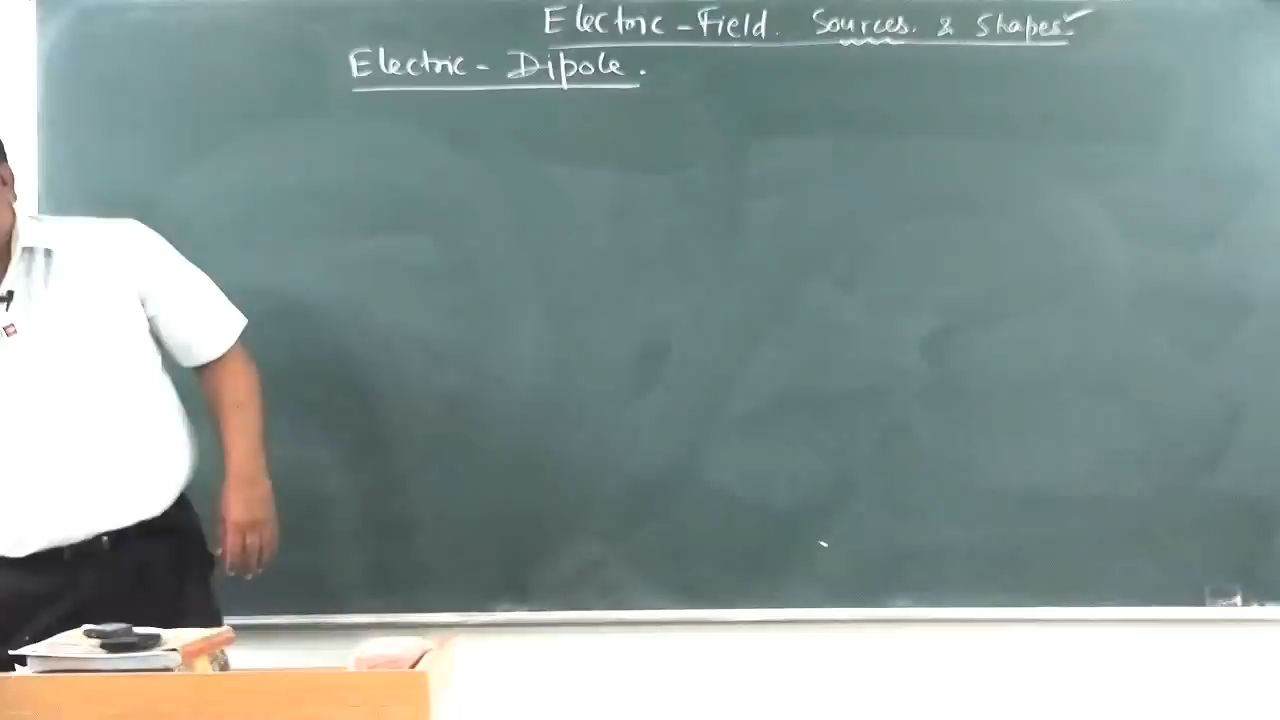 Electric - Field. Sources. & Shapes ✓
Electric - Dipole.